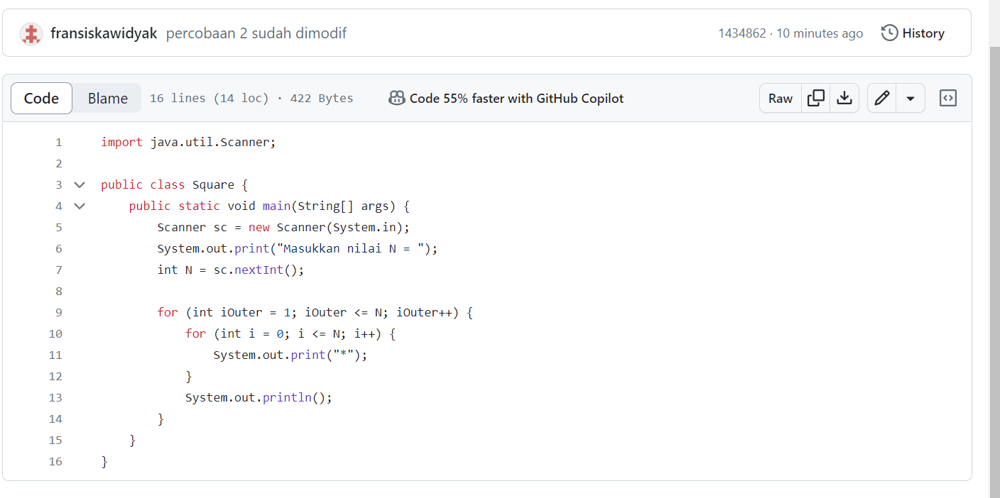 fransiskawidyak percobaan 2 sudah dimodif 1434862 · 10 minutes ago History
Code Blame 16 lines (14 loc) · 422 Bytes Code 55% faster with GitHub Copilot Raw
1 import java.util.Scanner;
2
3 public class Square {
4 public static void main(String[] args) {
5 Scanner sc = new Scanner(System.in);
6 System.out.print("Masukkan nilai N = ");
7 int N = sc.nextInt();
8
9 for (int iOuter = 1; iOuter <= N; iOuter++) {
10 for (int i = 0; i <= N; i++) {
11 System.out.print("*");
12 }
13 System.out.println();
14 }
15 }
16 }